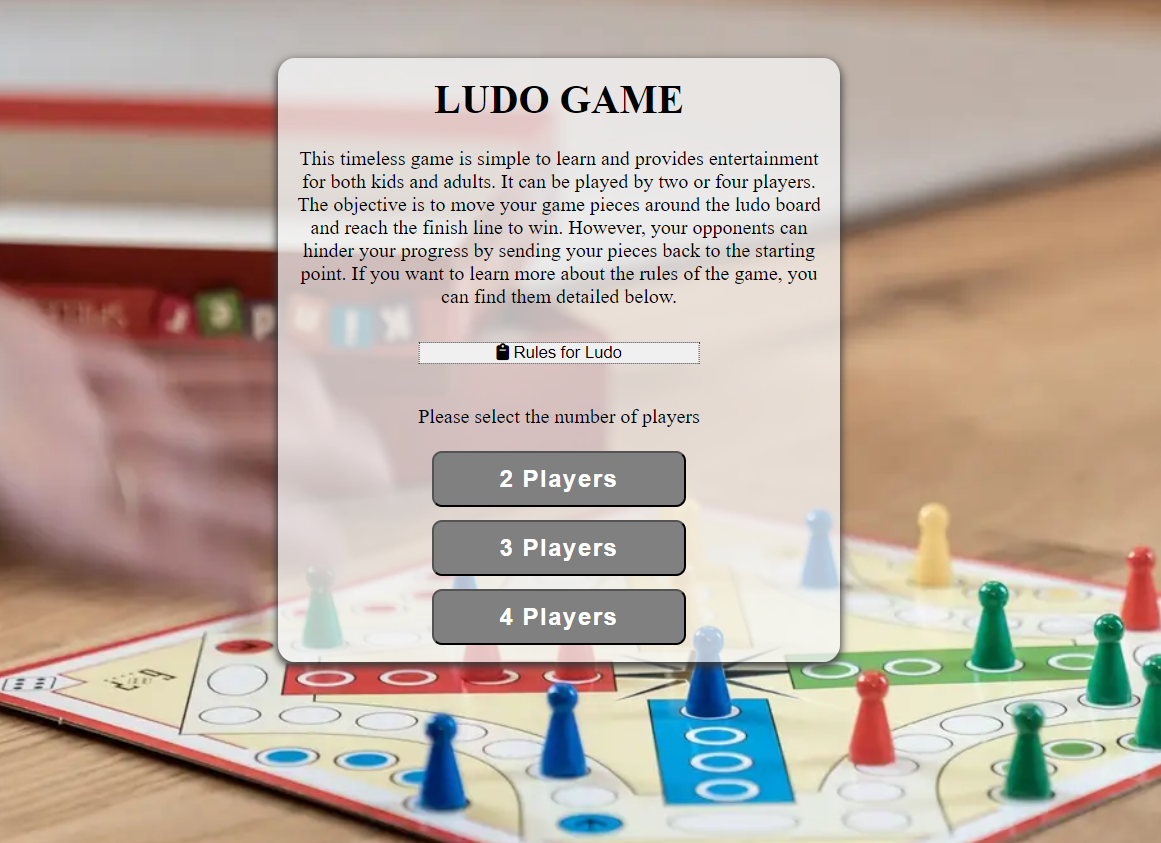 LUDO GAME
This timeless game is simple to learn and provides entertainment
for both kids and adults. It can be played by two or four players.
The objective is to move your game pieces around the ludo board
and reach the finish line to win. However, your opponents can
hinder your progress by sending your pieces back to the starting
point. If you want to learn more about the rules of the game, you
can find them detailed below.
Rules for Ludo
Please select the number of players
2 Players
3 Players
4 Players